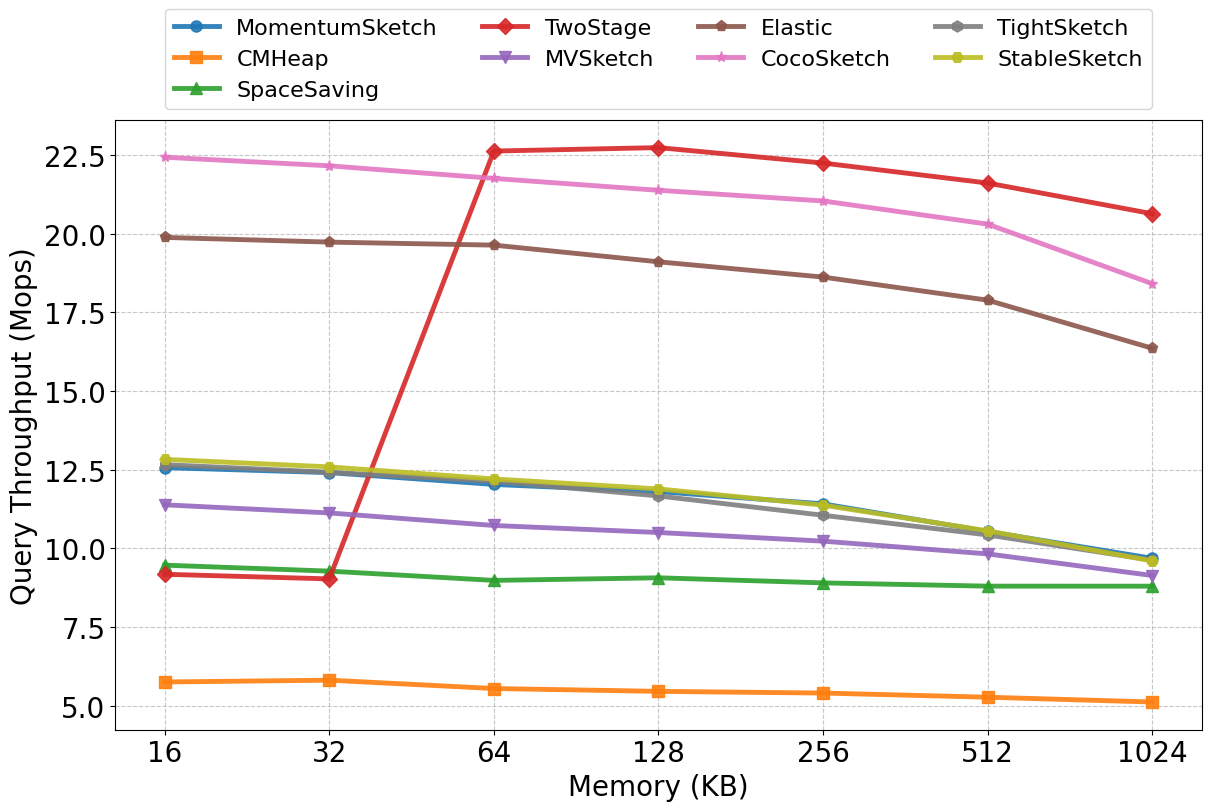 MomentumSketch
CMHeap
SpaceSaving
TwoStage
MVSketch
Elastic
CocoSketch
TightSketch
StableSketch
Query Throughput (Mops)
22.5
20.0
17.5
15.0
12.5
10.0
7.5
5.0
16 32 64 128 256 512 1024
Memory (KB)